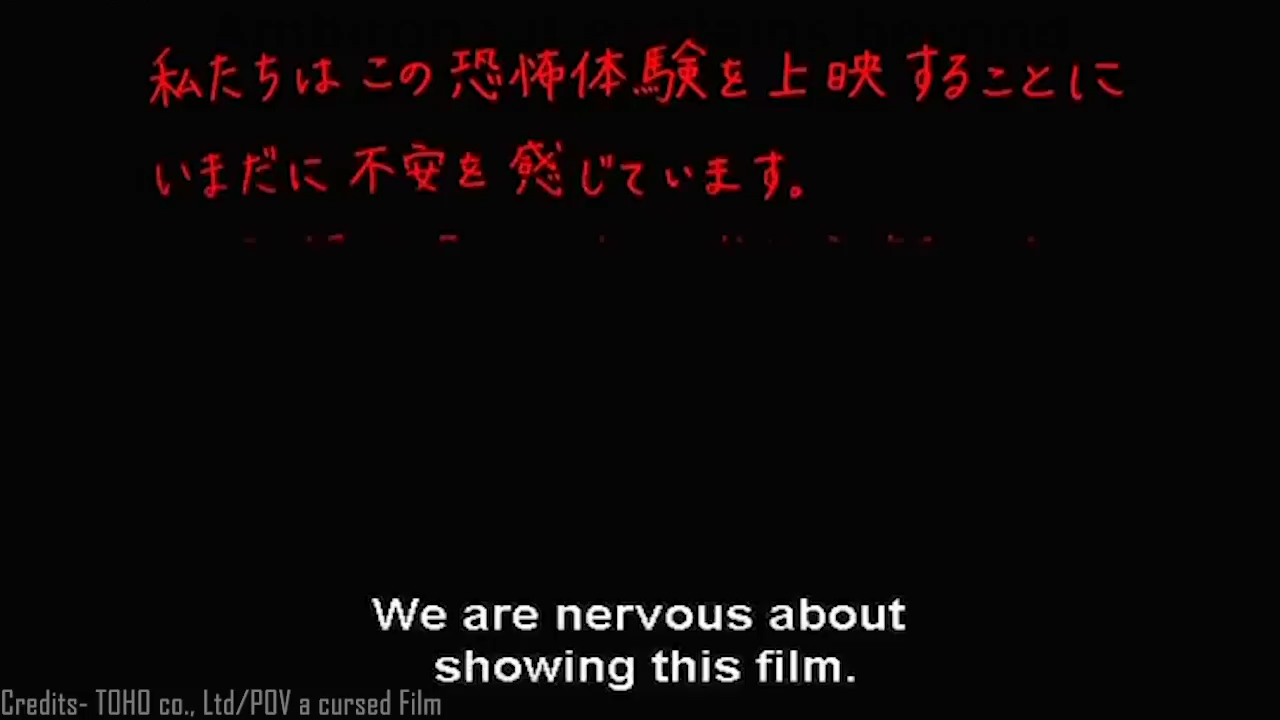 私たちはこの恐怖体験を上映することに
いまだに不安を感じています。
We are nervous about
showing this film.
Credits- TOHO co., Ltd/POV a cursed Film